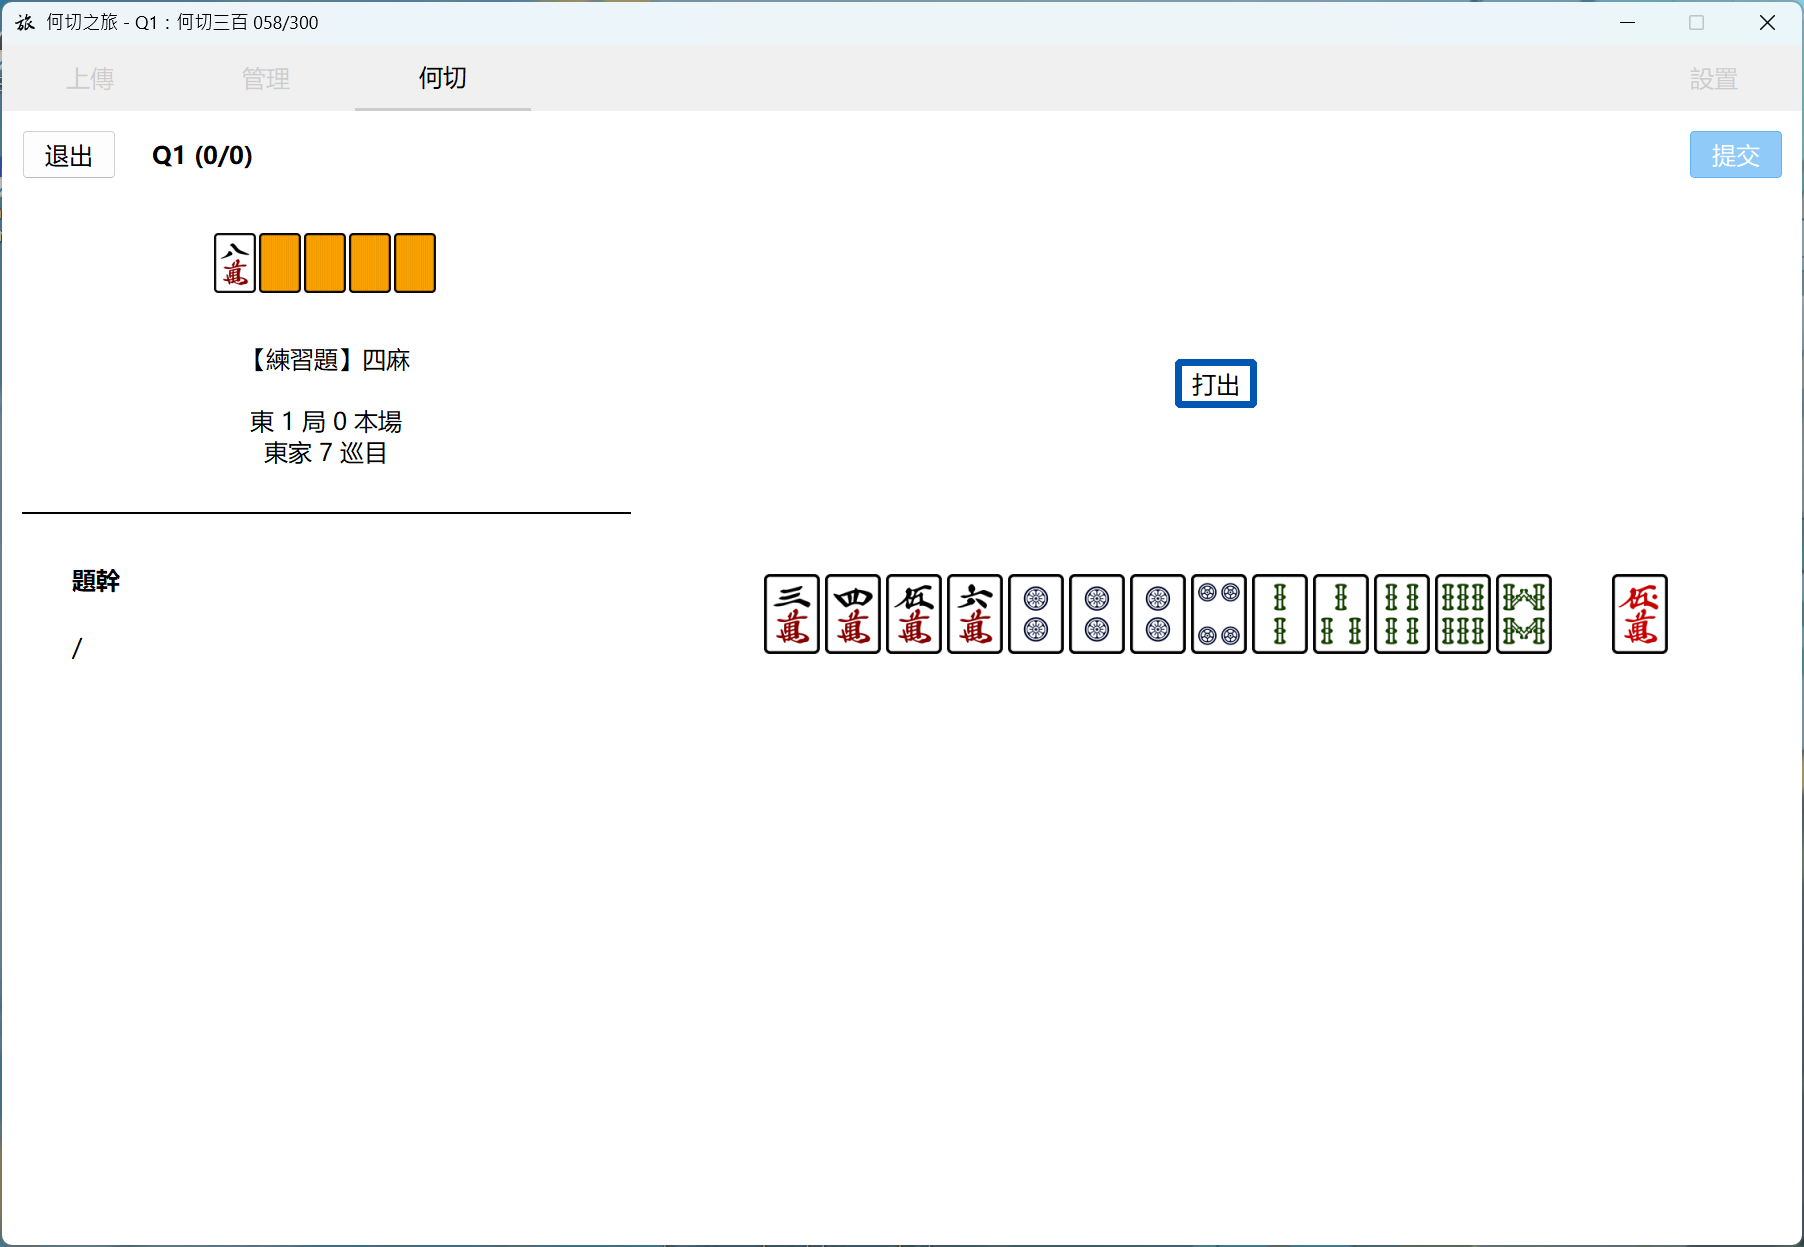 旅 何切之旅 - Q1：何切三百 058/300
上傳 管理 何切 設置
退出 Q1 (0/0) 提交
八萬
【練習題】四麻
打出
東 1 局 0 本場
東家 7 巡目
題幹
三萬 四萬 伍萬 六萬 伍萬
/